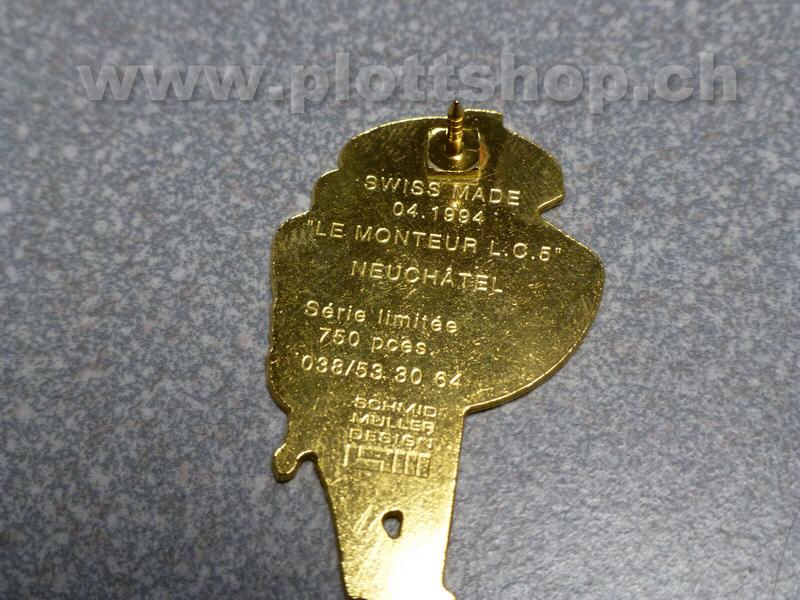 www.plottshop.ch
SWISS MADE
04.1994
"LE MONTEUR L.C.5"
NEUCHÂTEL
Série limitée
750 pces.
038/53 30 64
SCHMID
MÜLLER
DESIGN